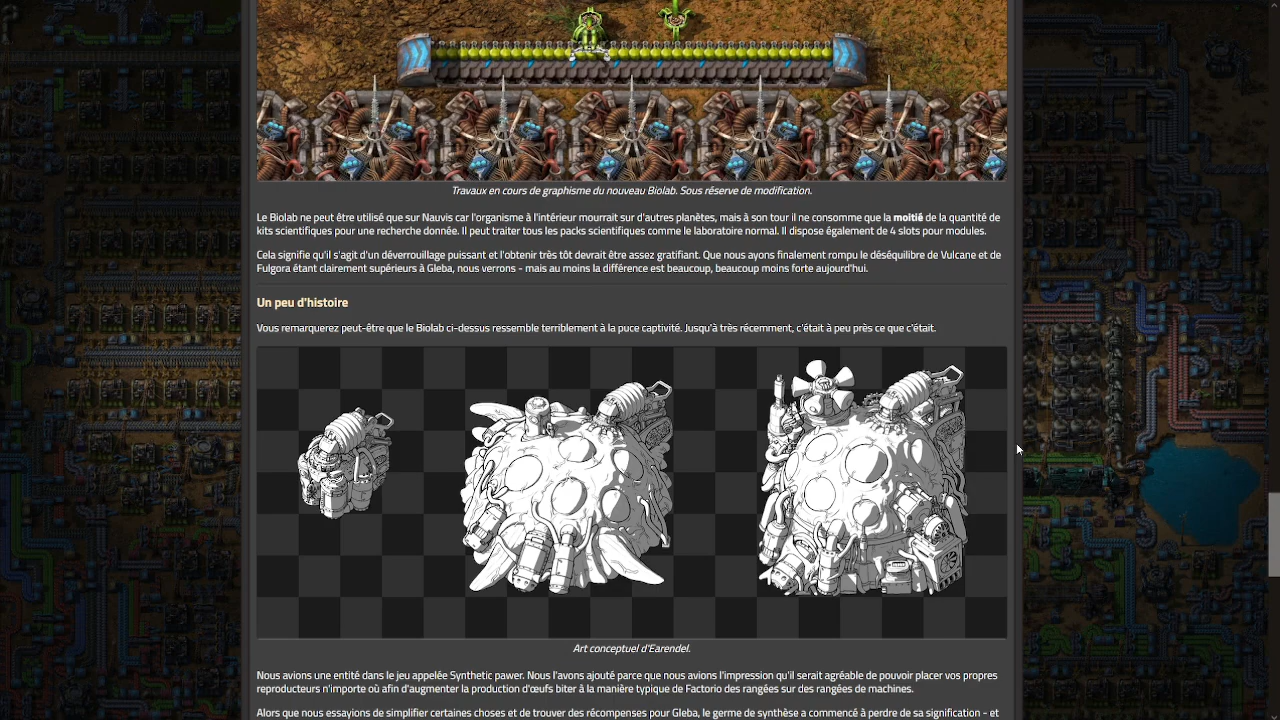 Travaux en cours de graphisme du nouveau Biolab. Sous réserve de modification.
Le Biolab ne peut être utilisé que sur Nauvis car l'organisme à l'intérieur mourrait sur d'autres planètes, mais à son tour il ne consomme que la moitié de la quantité de
kits scientifiques pour une recherche donnée. Il peut traiter tous les packs scientifiques comme le laboratoire normal. Il dispose également de 4 slots pour modules.
Cela signifie qu'il s'agit d'un déverrouillage puissant et l'obtenir très tôt devrait être assez gratifiant. Que nous ayons finalement rompu le déséquilibre de Vulcane et de
Fulgora étant clairement supérieurs à Gleba, nous verrons - mais au moins la différence est beaucoup, beaucoup moins forte aujourd'hui.
Un peu d'histoire
Vous remarquerez peut-être que le Biolab ci-dessus ressemble terriblement à la puce captivité. Jusqu'à très récemment, c'était à peu près ce que c'était.
Art conceptuel d'Earendel.
Nous avions une entité dans le jeu appelée Synthetic pawer. Nous l'avons ajouté parce que nous avions l'impression qu'il serait agréable de pouvoir placer vos propres
reproducteurs n'importe où afin d'augmenter la production d'œufs biter à la manière typique de Factorio des rangées sur des rangées de machines.
Alors que nous essayions de simplifier certaines choses et de trouver des récompenses pour Gleba, le germe de synthèse a commencé à perdre de sa signification - et